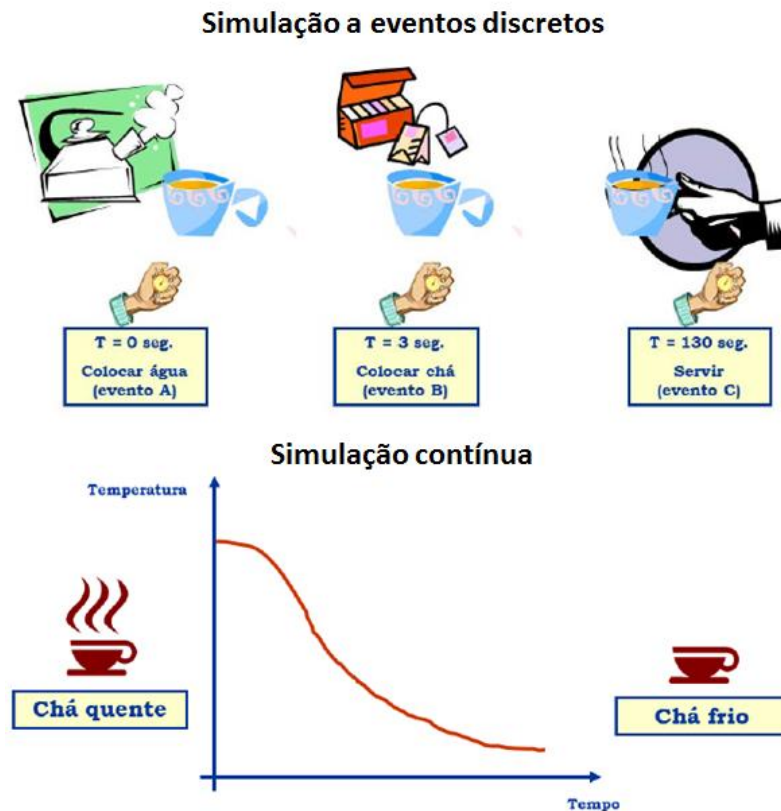 Simulação a eventos discretos
T = 0 seg.
Colocar água
(evento A)
T = 3 seg.
Colocar chá
(evento B)
T = 130 seg.
Servir
(evento C)
Simulação contínua
Temperatura
Chá quente
Chá frio
Tempo